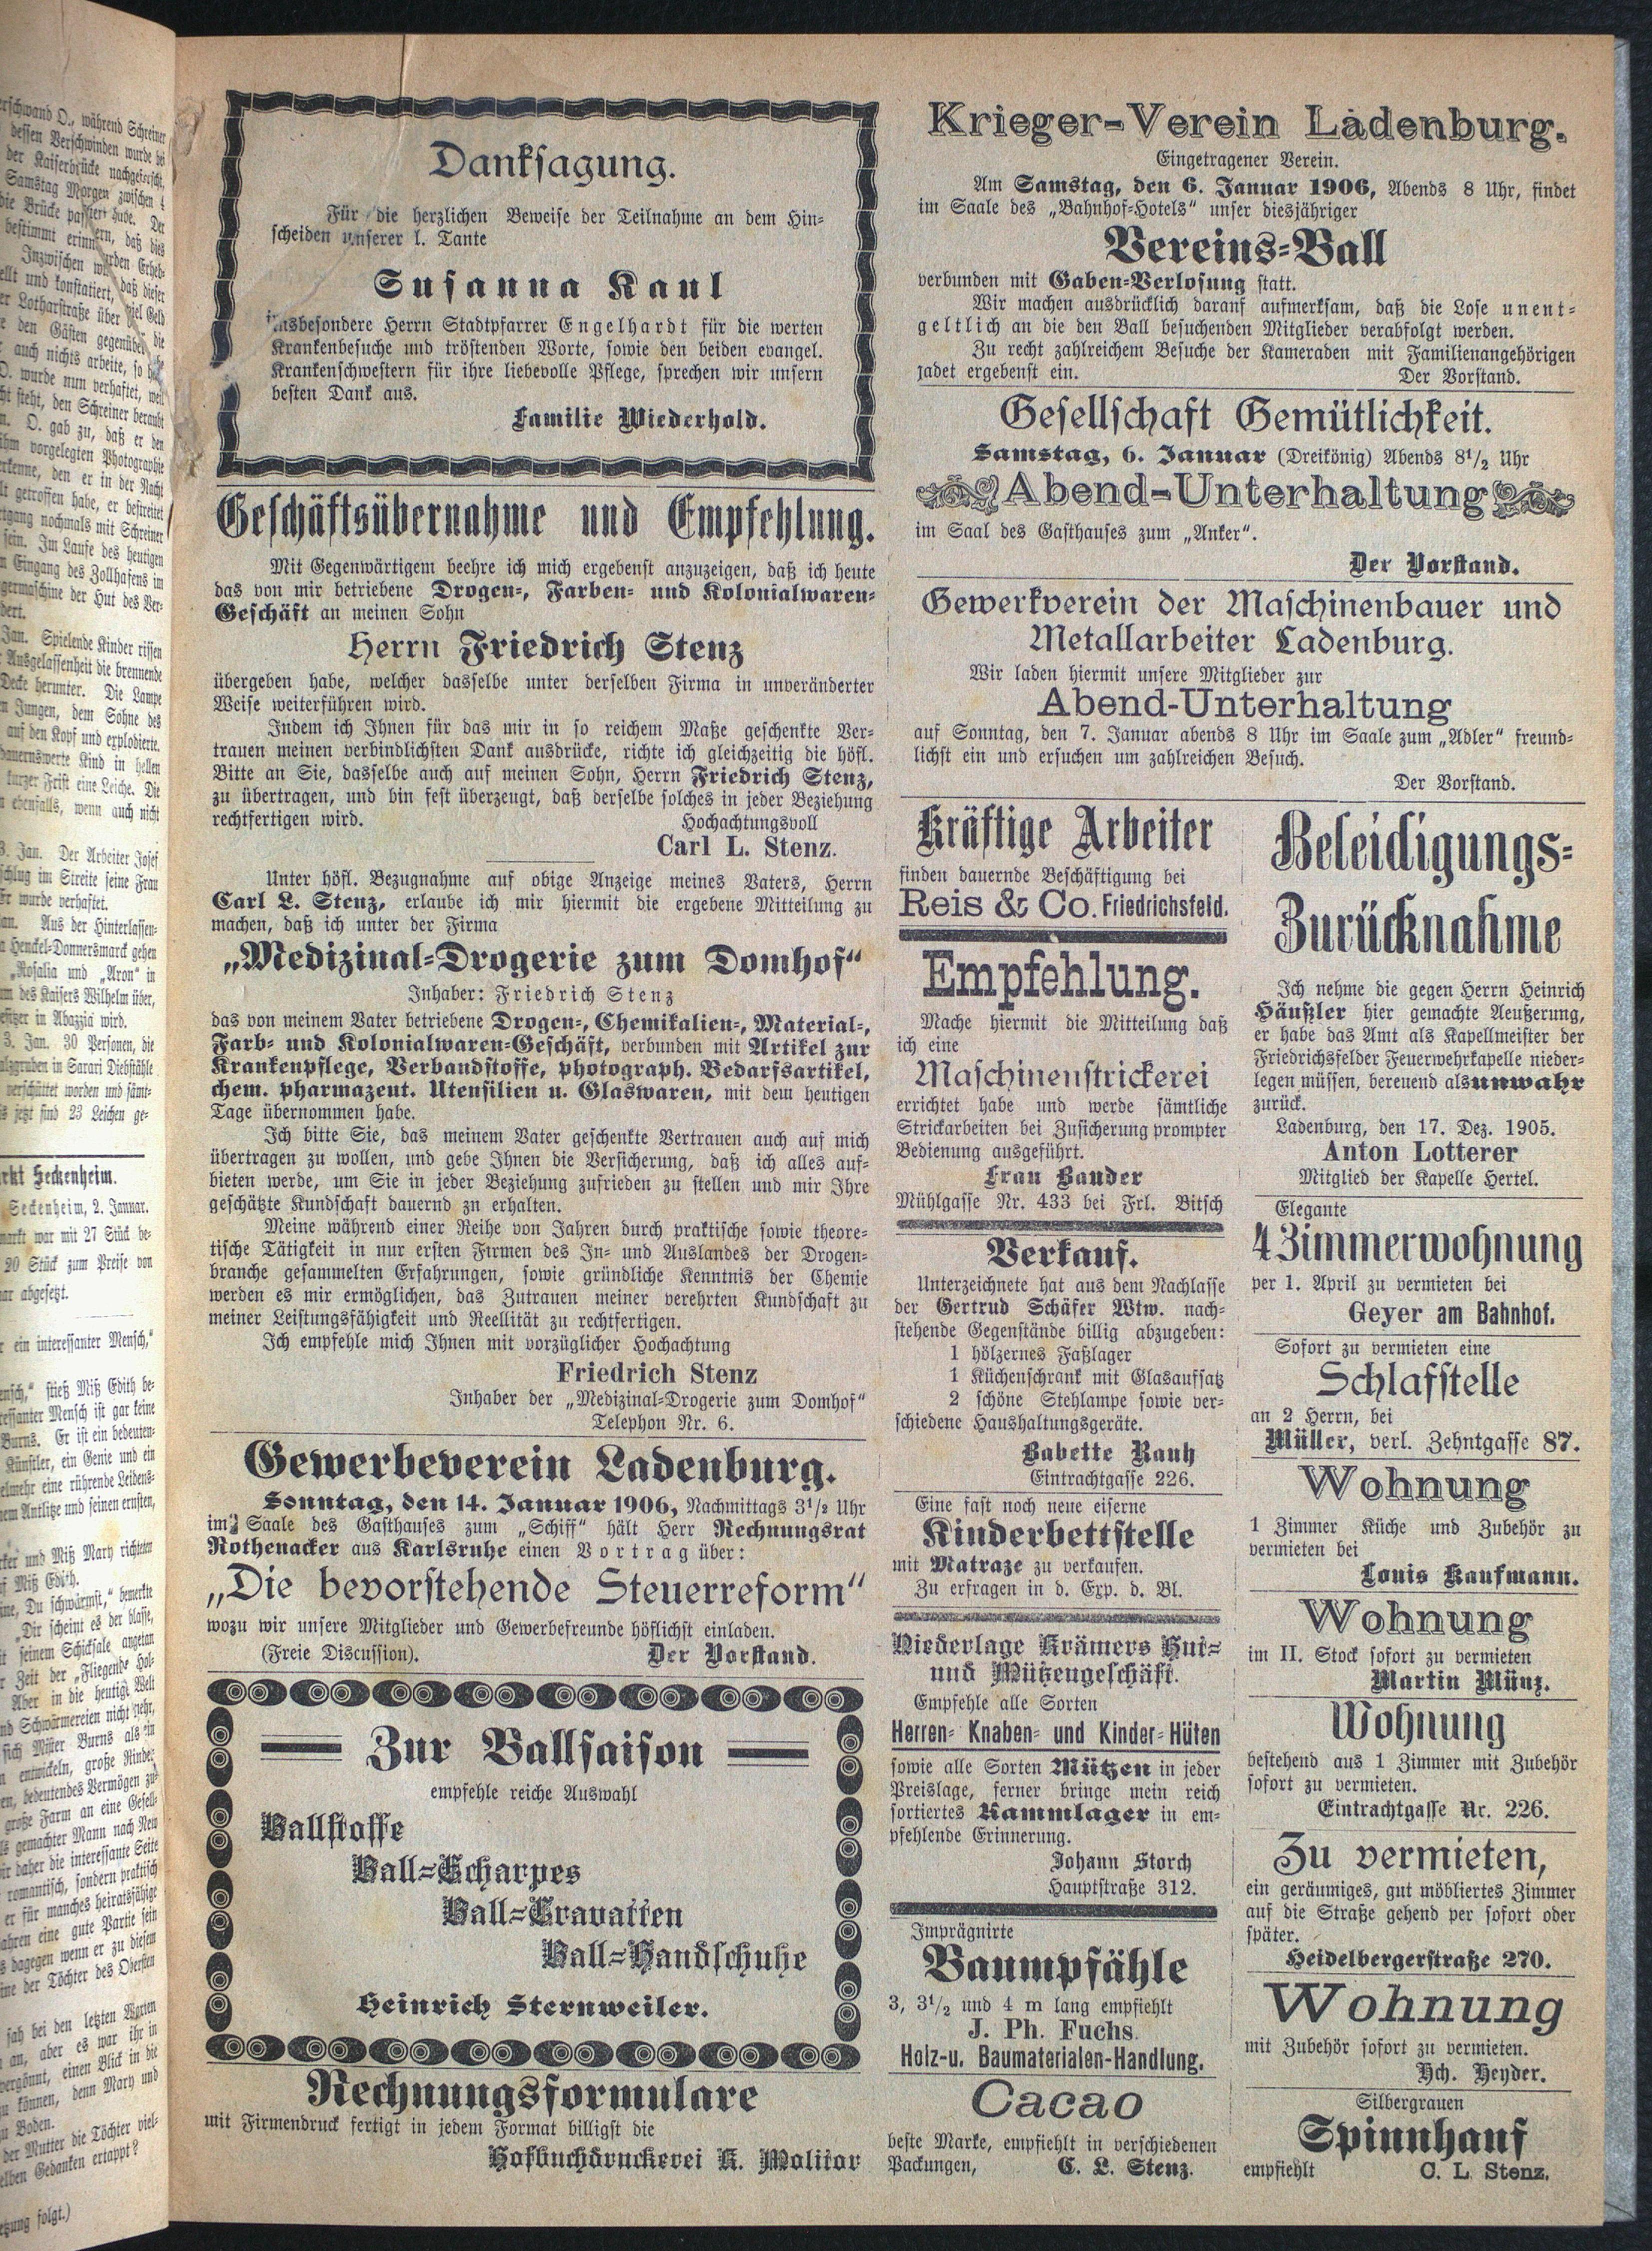 Danksagung.
Für die herzlichen Beweise der Teilnahme an dem Hin-
scheiden unserer l. Tante
Susanna Kaul
insbesondere Herrn Stadtpfarrer Engelhardt für die werten
Krankenbesuche und tröstenden Worte, sowie den beiden evangel.
Krankenschwestern für ihre liebevolle Pflege, sprechen wir unsern
besten Dank aus.
Familie Wiederhold.
Geschäftsübernahme und Empfehlung.
Mit Gegenwärtigem beehre ich mich ergebenst anzuzeigen, daß ich heute
das von mir betriebene Drogen-, Farben- und Kolonialwaren-
Geschäft an meinen Sohn
Herrn Friedrich Stenz
übergeben habe, welcher dasselbe unter derselben Firma in unveränderter
Weise weiterführen wird.
Indem ich Ihnen für das mir in so reichem Maße geschenkte Ver-
trauen meinen verbindlichsten Dank ausdrücke, richte ich gleichzeitig die höfl.
Bitte an Sie, dasselbe auch auf meinen Sohn, Herrn Friedrich Stenz,
zu übertragen, und bin fest überzeugt, daß derselbe solches in jeder Beziehung
rechtfertigen wird. Hochachtungsvoll
Carl L. Stenz.
Unter höfl. Bezugnahme auf obige Anzeige meines Vaters, Herrn
Carl L. Stenz, erlaube ich mir hiermit die ergebene Mitteilung zu
machen, daß ich unter der Firma
„Medizinal-Drogerie zum Domhof“
Inhaber: Friedrich Stenz
das von meinem Vater betriebene Drogen-, Chemikalien-, Material-,
Farb- und Kolonialwaren-Geschäft, verbunden mit Artikel zur
Krankenpflege, Verbandstoffe, photograph. Bedarfsartikel,
chem. pharmazent. Utensilien u. Glaswaren, mit dem heutigen
Tage übernommen habe.
Ich bitte Sie, das meinem Vater geschenkte Vertrauen auch auf mich
übertragen zu wollen, und gebe Ihnen die Versicherung, daß ich alles auf-
bieten werde, um Sie in jeder Beziehung zufrieden zu stellen und mir Ihre
geschätzte Kundschaft dauernd zu erhalten.
Meine während einer Reihe von Jahren durch praktische sowie theore-
tische Tätigkeit in nur ersten Firmen des In- und Auslandes der Drogen-
branche gesammelten Erfahrungen, sowie gründliche Kenntnis der Chemie
werden es mir ermöglichen, das Zutrauen meiner verehrten Kundschaft zu
meiner Leistungsfähigkeit und Reellität zu rechtfertigen.
Ich empfehle mich Ihnen mit vorzüglicher Hochachtung
Friedrich Stenz
Inhaber der „Medizinal-Drogerie zum Domhof“
Telephon Nr. 6.
Gewerbeverein Ladenburg.
Sonntag, den 14. Januar 1906, Nachmittags 3½ Uhr
im Saale des Gasthauses zum „Schiff“ hält Herr Rechnungsrat
Rothenacker aus Karlsruhe einen Vortrag über:
„Die bevorstehende Steuerreform“
wozu wir unsere Mitglieder und Gewerbefreunde höflichst einladen.
(Freie Discussion). Der Vorstand.
Zur Ballsaison
empfehle reiche Auswahl
Ballstoffe
Ball-Echarpes
Ball-Cravatten
Ball-Handschuhe
Heinrich Sternweiler.
Rechnungsformulare
mit Firmendruck fertigt in jedem Format billigst die
Hofbuchdruckerei K. Molitor
Krieger-Verein Ladenburg.
Eingetragener Verein.
Am Samstag, den 6. Januar 1906, Abends 8 Uhr, findet
im Saale des „Bahnhof-Hotels“ unser diesjähriger
Vereins-Ball
verbunden mit Gaben-Verlosung statt.
Wir machen ausdrücklich darauf aufmerksam, daß die Lose unent-
geltlich an die den Ball besuchenden Mitglieder verabfolgt werden.
Zu recht zahlreichem Besuche der Kameraden mit Familienangehörigen
ladet ergebenst ein. Der Vorstand.
Gesellschaft Gemütlichkeit.
Samstag, 6. Januar (Dreikönig) Abends 8½ Uhr
Abend-Unterhaltung
im Saal des Gasthauses zum „Anker“.
Der Vorstand.
Gewerkverein der Maschinenbauer und
Metallarbeiter Ladenburg.
Wir laden hiermit unsere Mitglieder zur
Abend-Unterhaltung
auf Sonntag, den 7. Januar abends 8 Uhr im Saale zum „Adler“ freund-
lichst ein und ersuchen um zahlreichen Besuch.
Der Vorstand.
Kräftige Arbeiter
finden dauernde Beschäftigung bei
Reis & Co. Friedrichsfeld.
Empfehlung.
Mache hiermit die Mitteilung daß
ich eine
Maschinenstrickerei
errichtet habe und werde sämtliche
Strickarbeiten bei Zusicherung prompter
Bedienung ausgeführt.
Frau Bauder
Mühlgasse Nr. 433 bei Frl. Bitsch
Verkauf.
Unterzeichnete hat aus dem Nachlasse
der Gertrud Schäfer Wtw. nach-
stehende Gegenstände billig abzugeben:
1 hölzernes Faßlager
1 Küchenschrank mit Glasaufsatz
2 schöne Stehlampe sowie ver-
schiedene Haushaltungsgeräte.
Babette Rauh
Eintrachtgasse 226.
Eine fast noch neue eiserne
Kinderbettstelle
mit Matraze zu verkaufen.
Zu erfragen in d. Exp. d. Bl.
Niederlage Krämers Hut-
und Mützengeschäft.
Empfehle alle Sorten
Herren- Knaben- und Kinder-Hüten
sowie alle Sorten Mützen in jeder
Preislage, ferner bringe mein reich
sortiertes Kammlager in em-
pfehlende Erinnerung.
Johann Storch
Hauptstraße 312.
Imprägnirte
Baumpfähle
3, 3½ und 4 m lang empfiehlt
J. Ph. Fuchs.
Holz-u. Baumaterialen-Handlung.
Cacao
beste Marke, empfiehlt in verschiedenen
Packungen, C. L. Stenz.
Beleidigungs-
Zurücknahme
Ich nehme die gegen Herrn Heinrich
Häußler hier gemachte Aeußerung,
er habe das Amt als Kapellmeister der
Friedrichsfelder Feuerwehrkapelle nieder-
legen müssen, bereuend als unwahr
zurück.
Ladenburg, den 17. Dez. 1905.
Anton Lotterer
Mitglied der Kapelle Hertel.
Elegante
4 Zimmerwohnung
per 1. April zu vermieten bei
Geyer am Bahnhof.
Sofort zu vermieten eine
Schlafstelle
an 2 Herrn, bei
Müller, verl. Zehntgasse 87.
Wohnung
1 Zimmer Küche und Zubehör zu
vermieten bei
Louis Kaufmann.
Wohnung
im II. Stock sofort zu vermieten
Martin Münz.
Wohnung
bestehend aus 1 Zimmer mit Zubehör
sofort zu vermieten.
Eintrachtgasse Nr. 226.
Zu vermieten,
ein geräumiges, gut möbliertes Zimmer
auf die Straße gehend per sofort oder
später.
Heidelbergerstraße 270.
Wohnung
mit Zubehör sofort zu vermieten.
Hch. Heyder.
Silbergrauen
Spinnhanf
empfiehlt C. L Stenz.